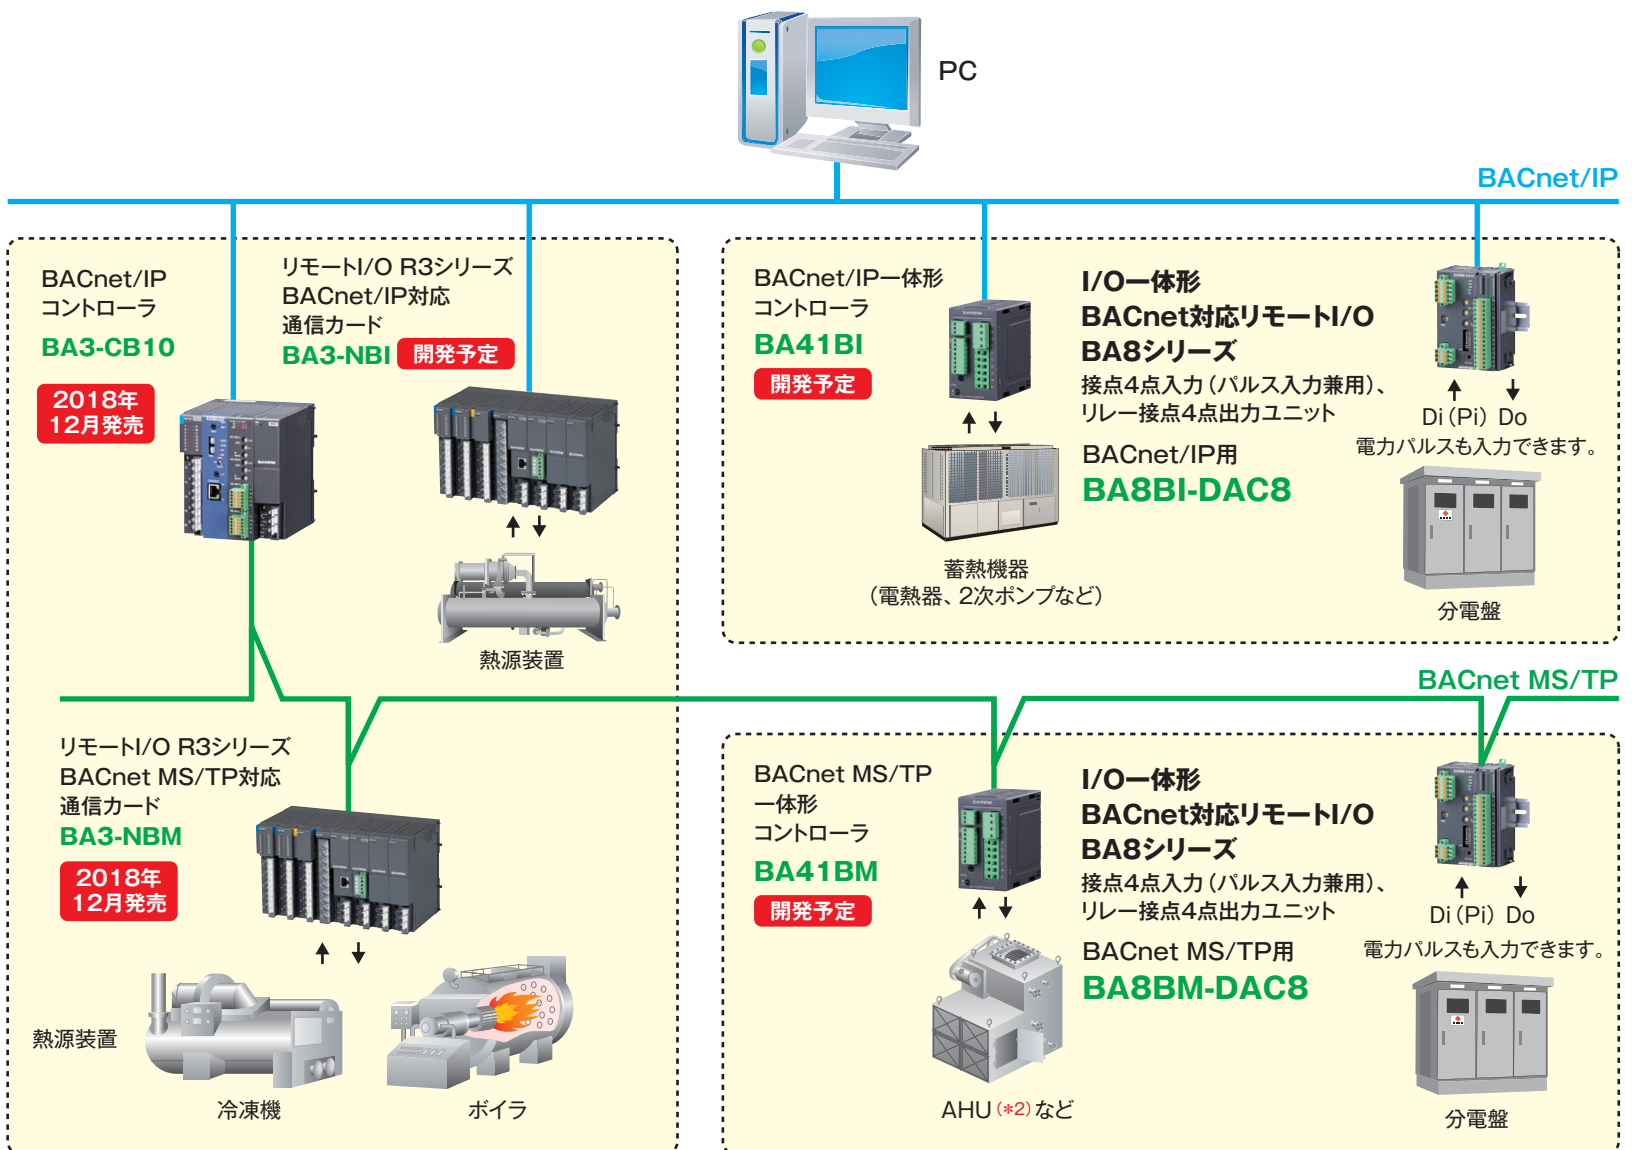 PC
BACnet/IP
BACnet/IP
コントローラ
BA3-CB10
2018年
12月発売
リモートI/O R3シリーズ
BACnet/IP対応
通信カード
BA3-NBI 開発予定
熱源装置
BACnet/IP一体形
コントローラ
BA41BI
開発予定
蓄熱機器
（電熱器、2次ポンプなど）
I/O一体形
BACnet対応リモートI/O
BA8シリーズ
接点4点入力（パルス入力兼用）、
リレー接点4点出力ユニット
BACnet/IP用
BA8BI-DAC8
Di（Pi） Do
電力パルスも入力できます。
分電盤
BACnet MS/TP
リモートI/O R3シリーズ
BACnet MS/TP対応
通信カード
BA3-NBM
2018年
12月発売
熱源装置
冷凍機
ボイラ
BACnet MS/TP
一体形
コントローラ
BA41BM
開発予定
AHU（*2）など
I/O一体形
BACnet対応リモートI/O
BA8シリーズ
接点4点入力（パルス入力兼用）、
リレー接点4点出力ユニット
BACnet MS/TP用
BA8BM-DAC8
Di（Pi） Do
電力パルスも入力できます。
分電盤